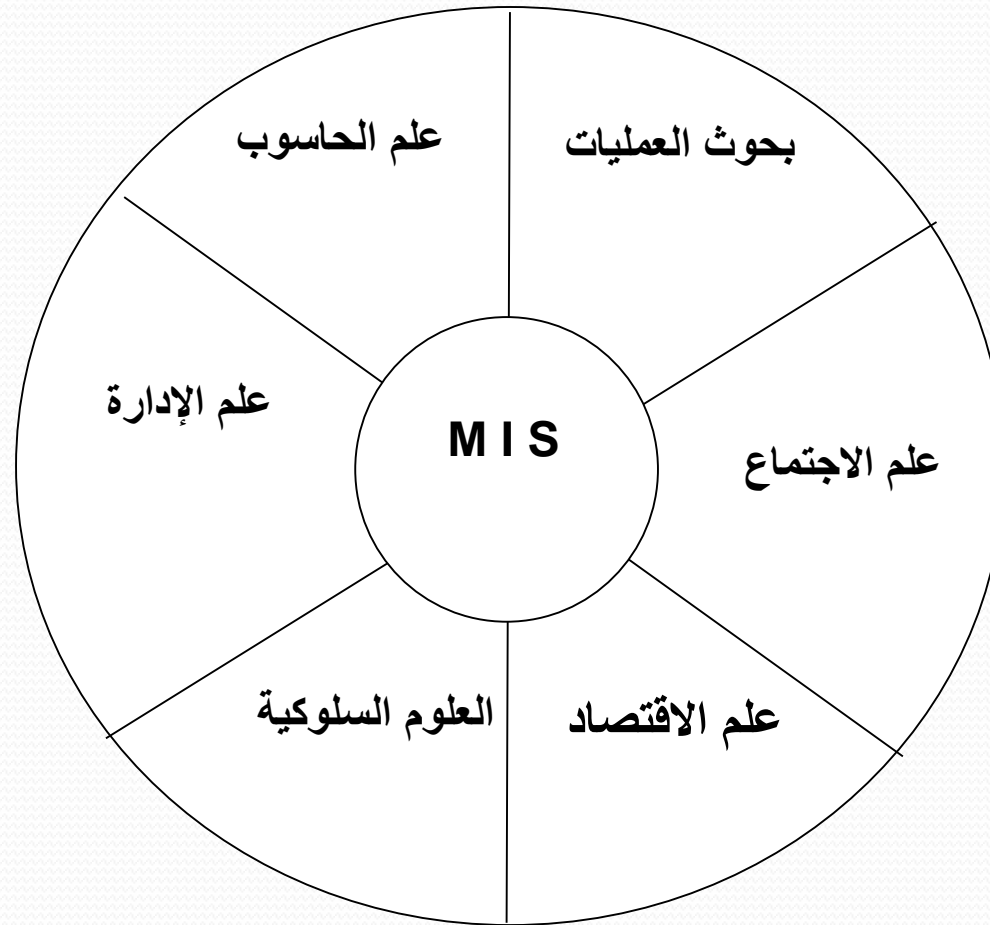 بحوث العمليات
علم الحاسوب
علم الإدارة
M I S
علم الاجتماع
العلوم السلوكية
علم الاقتصاد